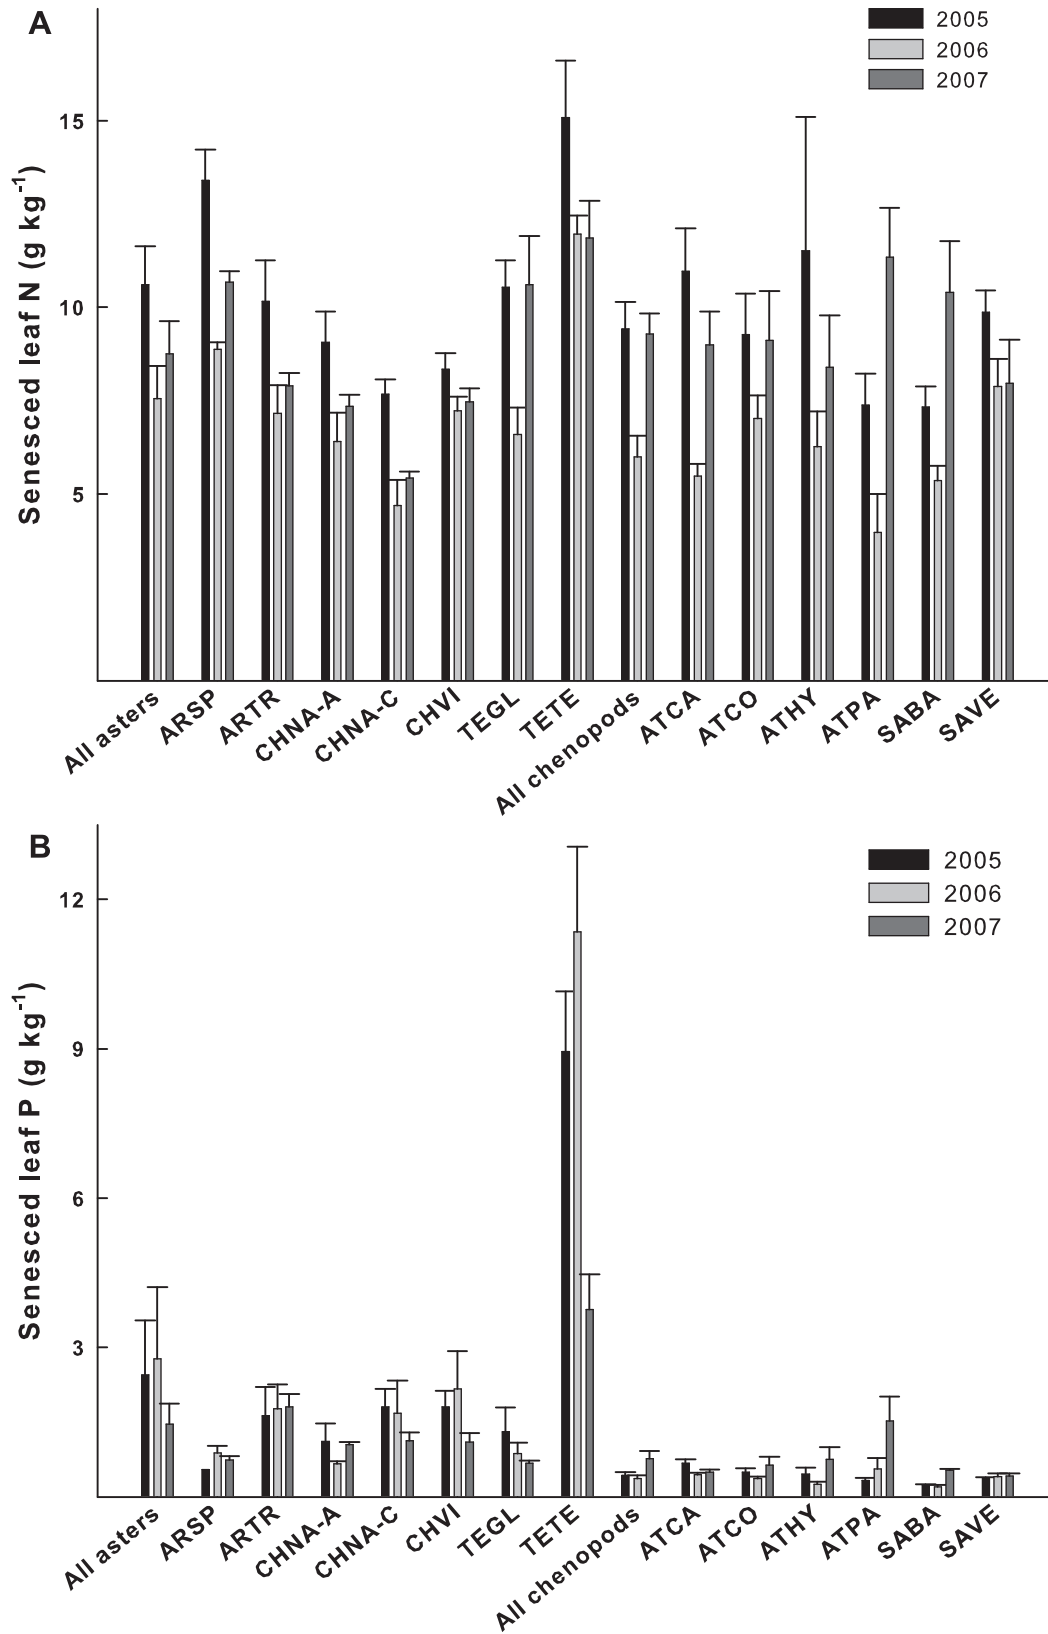 A
2005
2006
2007
Senesced leaf N (g kg⁻¹)
15
10
5
All asters
ARSP
ARTR
CHNA-A
CHNA-C
CHVI
TEGL
TETE
All chenopods
ATCA
ATCO
ATHY
ATPA
SABA
SAVE
B
2005
2006
2007
Senesced leaf P (g kg⁻¹)
12
9
6
3
All asters
ARSP
ARTR
CHNA-A
CHNA-C
CHVI
TEGL
TETE
All chenopods
ATCA
ATCO
ATHY
ATPA
SABA
SAVE